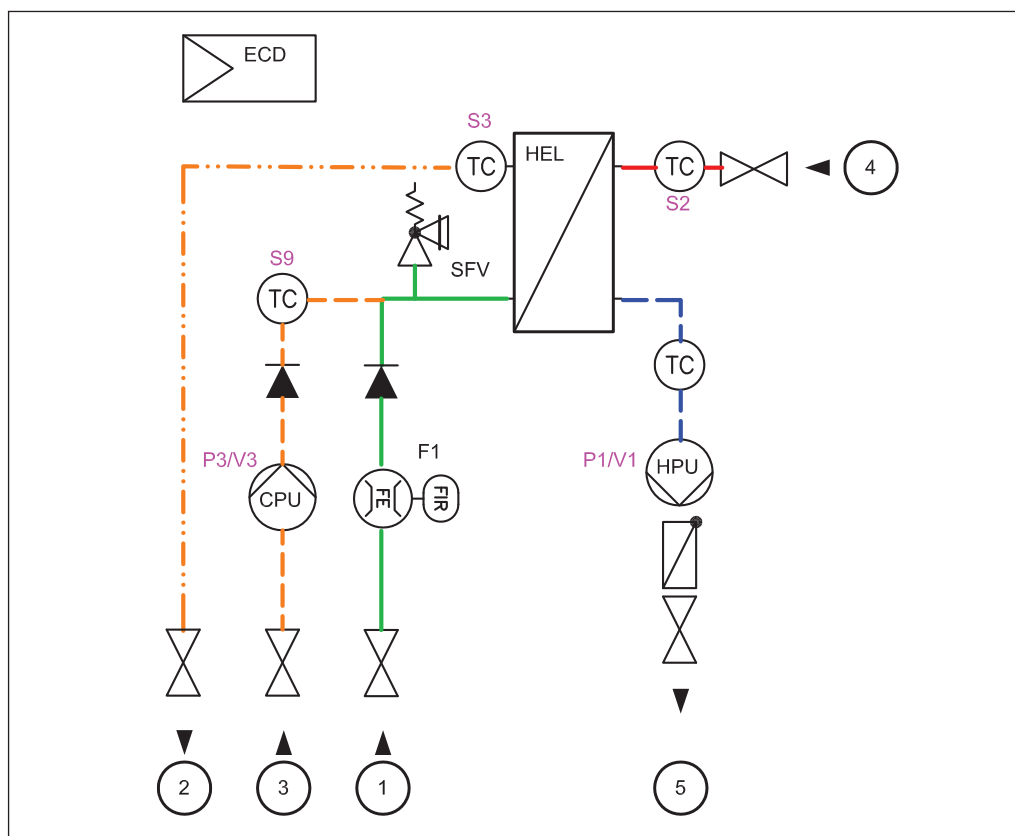 ECD
S3
TC
HEL
TC
S2
4
SFV
S9
TC
TC
F1
P3/V3
CPU
FE
FIR
P1/V1
HPU
2
3
1
5